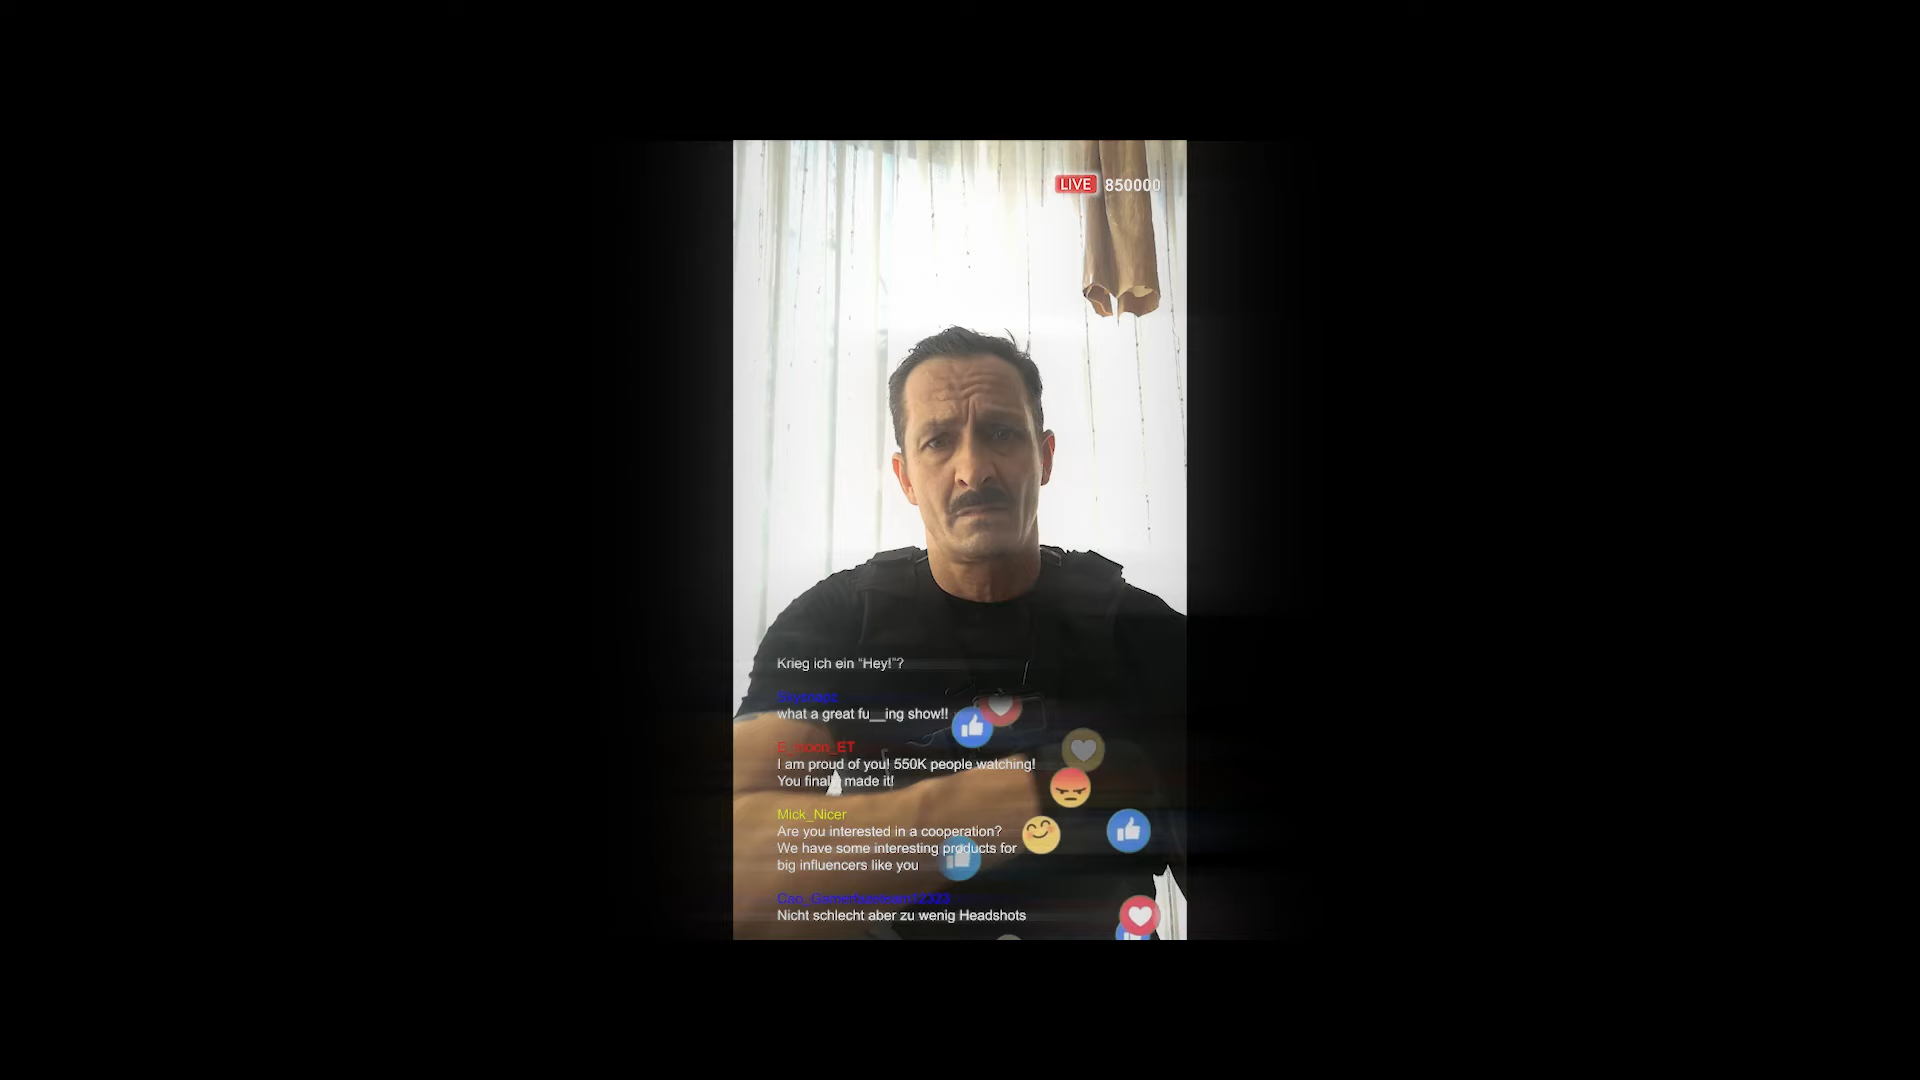 LIVE 850000
Krieg ich ein "Hey!"?
what a great fu__ing show!!
I am proud of you! 550K people watching!
You finally made it!
Mick_Nicer
Are you interested in a cooperation?
We have some interesting products for
big influencers like you
Nicht schlecht aber zu wenig Headshots